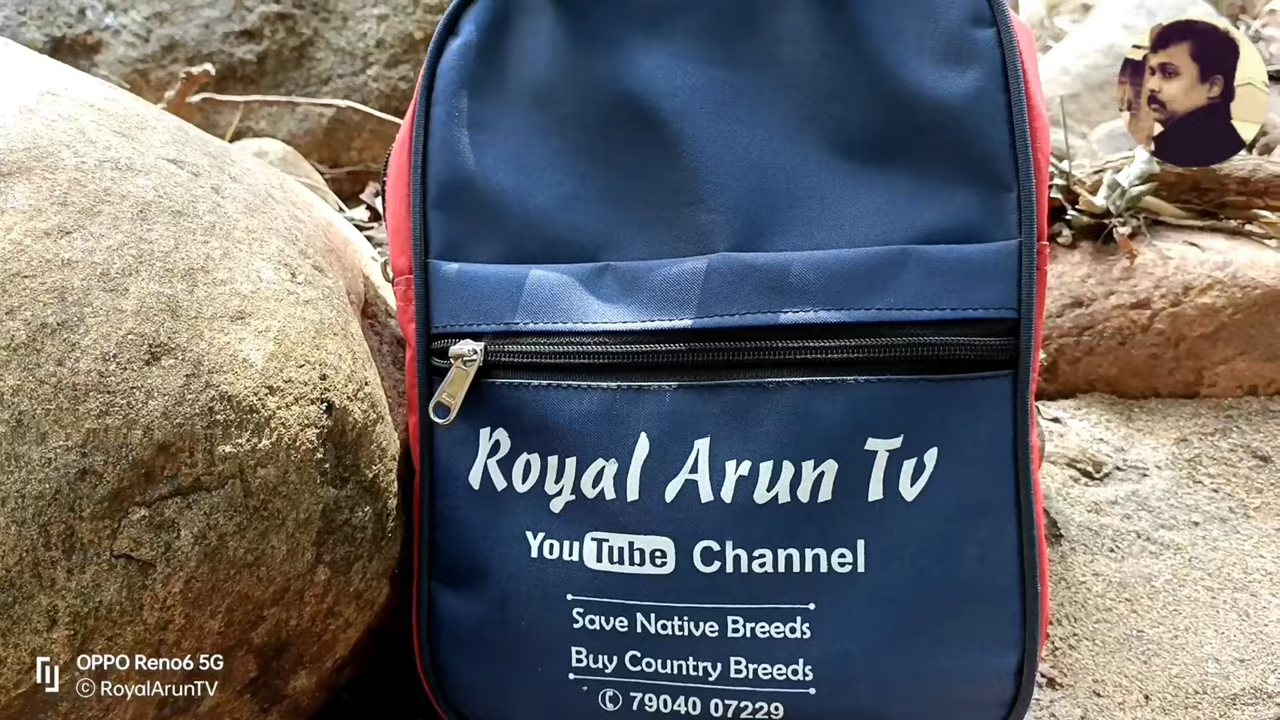 Royal Arun Tv
YouTube Channel
Save Native Breeds
Buy Country Breeds
79040 07229
OPPO Reno6 5G
© RoyalArunTV